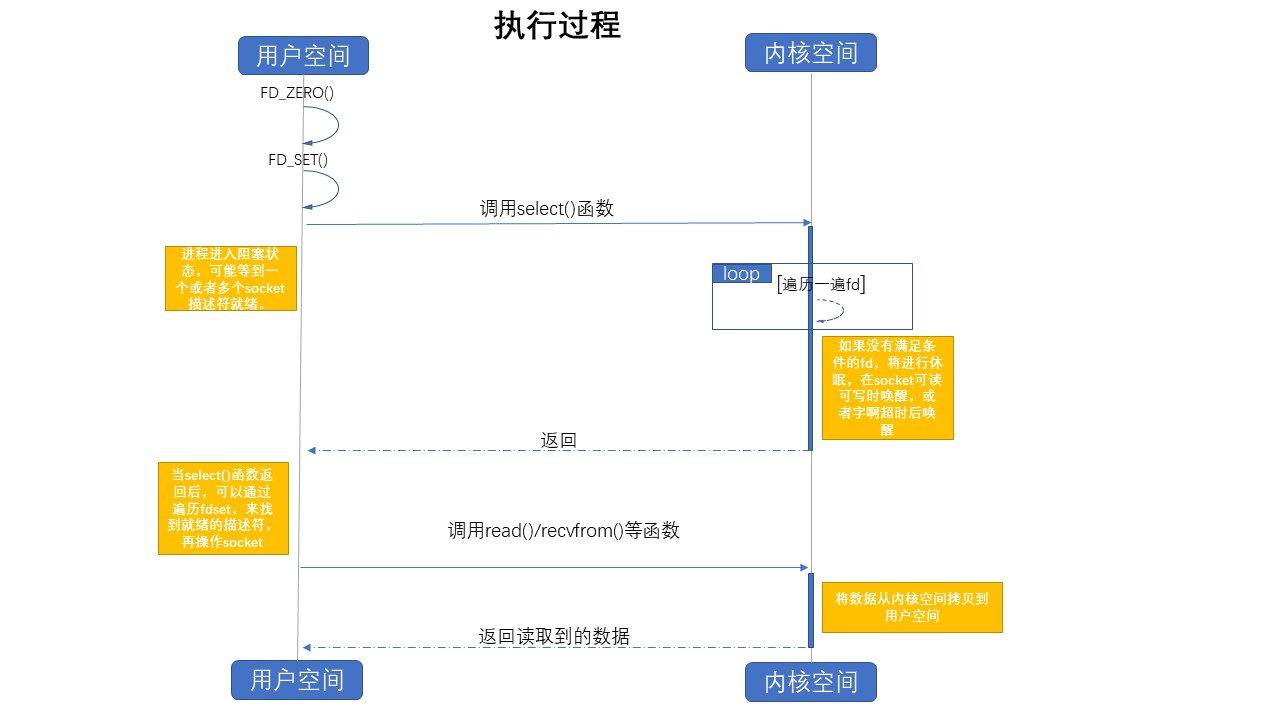 执行过程
用户空间
内核空间
FD_ZERO()
FD_SET()
调用select()函数
进程进入阻塞状
态，可能等到一
个或者多个socket
描述符就绪。
loop
[遍历一遍fd]
如果没有满足条
件的fd，将进行休
眠，在socket可读
可写时唤醒，或
者字啊超时后唤
醒
返回
当select()函数返
回后，可以通过
遍历fdset，来找
到就绪的描述符，
再操作socket
调用read()/recvfrom()等函数
将数据从内核空间拷贝到
用户空间
返回读取到的数据
用户空间
内核空间